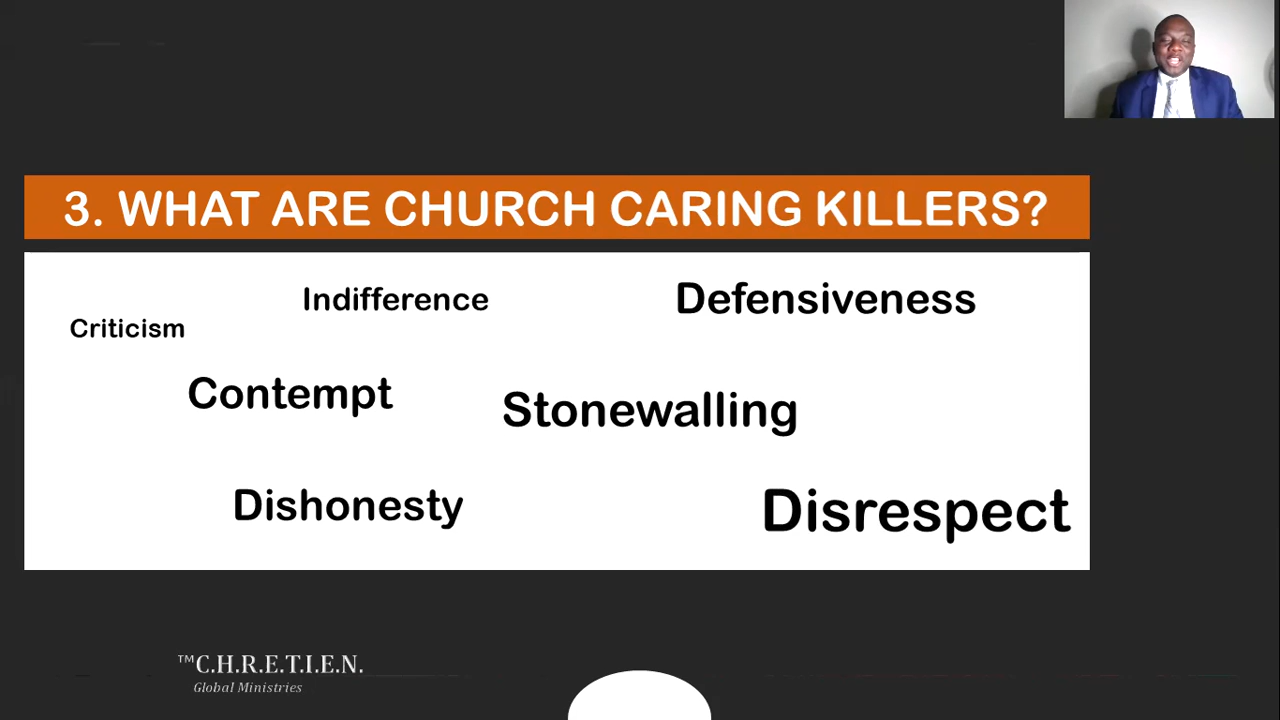 3. WHAT ARE CHURCH CARING KILLERS?
Indifference
Defensiveness
Criticism
Contempt
Stonewalling
Dishonesty
Disrespect
™C.H.R.E.T.I.E.N.
Global Ministries